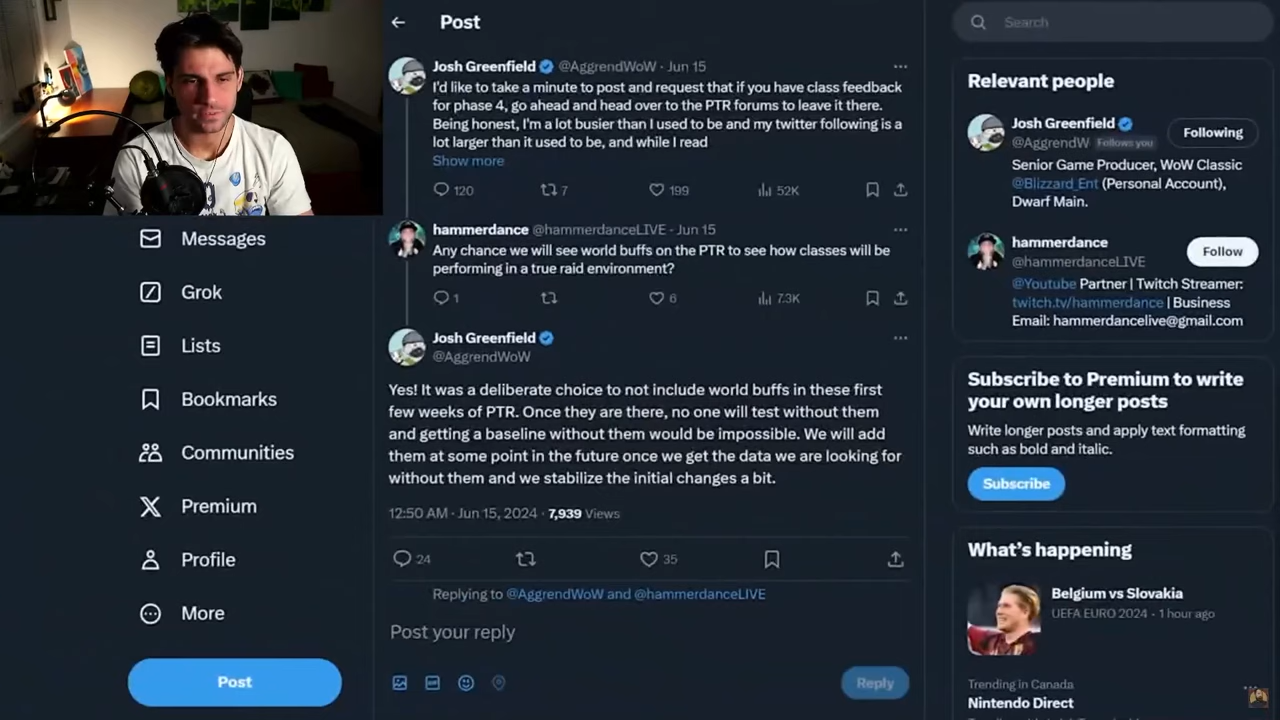 Post
Josh Greenfield @AggrendWoW · Jun 15
I'd like to take a minute to post and request that if you have class feedback
for phase 4, go ahead and head over to the PTR forums to leave it there.
Being honest, I'm a lot busier than I used to be and my twitter following is a
lot larger than it used to be, and while I read
Show more
120 7 199 52K
hammerdance @hammerdanceLIVE · Jun 15
Any chance we will see world buffs on the PTR to see how classes will be
performing in a true raid environment?
1 6 7.3K
Josh Greenfield
@AggrendWoW
Yes! It was a deliberate choice to not include world buffs in these first
few weeks of PTR. Once they are there, no one will test without them
and getting a baseline without them would be impossible. We will add
them at some point in the future once we get the data we are looking for
without them and we stabilize the initial changes a bit.
12:50 AM · Jun 15, 2024 · 7,939 Views
24 35
Replying to @AggrendWoW and @hammerdanceLIVE
Post your reply
Reply
Messages
Grok
Lists
Bookmarks
Communities
Premium
Profile
More
Post
Search
Relevant people
Josh Greenfield
@AggrendW Follows you
Following
Senior Game Producer, WoW Classic
@Blizzard_Ent (Personal Account),
Dwarf Main.
hammerdance
@hammerdanceLIVE
Follow
@Youtube Partner | Twitch Streamer:
twitch.tv/hammerdance | Business
Email: hammerdancelive@gmail.com
Subscribe to Premium to write
your own longer posts
Write longer posts and apply text formatting
such as bold and italic.
Subscribe
What's happening
Belgium vs Slovakia
UEFA EURO 2024 · 1 hour ago
Trending in Canada
Nintendo Direct